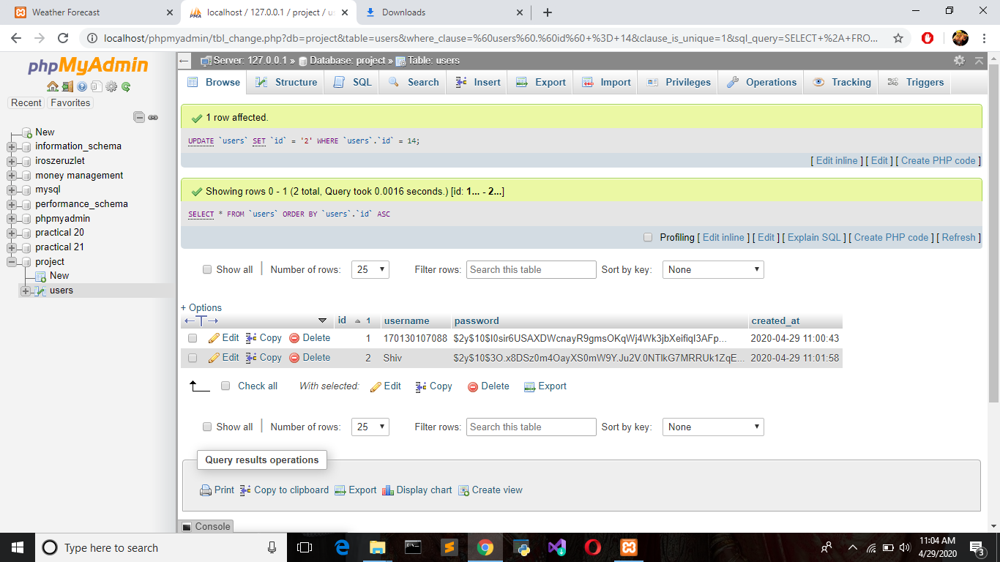 Weather Forecast
localhost / 127.0.0.1 / project / us
Downloads
localhost/phpmyadmin/tbl_change.php?db=project&table=users&where_clause=%60users%60.%60id%60+%3D+14&clause_is_unique=1&sql_query=SELECT+%2A+FRO...
phpMyAdmin
Recent Favorites
New
information_schema
iroszeruzlet
money management
mysql
performance_schema
phpmyadmin
practical 20
practical 21
project
New
users
Server: 127.0.0.1 » Database: project » Table: users
Browse Structure SQL Search Insert Export Import Privileges Operations Tracking Triggers
1 row affected.
UPDATE `users` SET `id` = '2' WHERE `users`.`id` = 14;
[ Edit inline ] [ Edit ] [ Create PHP code ]
Showing rows 0 - 1 (2 total, Query took 0.0016 seconds.) [id: 1... - 2...]
SELECT * FROM `users` ORDER BY `users`.`id` ASC
Profiling [ Edit inline ] [ Edit ] [ Explain SQL ] [ Create PHP code ] [ Refresh ]
Show all Number of rows: 25 Filter rows: Search this table Sort by key: None
+ Options
id 1 username password created_at
Edit Copy Delete 1 170130107088 $2y$10$I0sir6USAXDWcnayR9gmsOKqWj4Wk3jbXeifiqI3AFp... 2020-04-29 11:00:43
Edit Copy Delete 2 Shiv $2y$10$3O.x8DSz0m4OayXS0mW9Y.Ju2V.0NTlkG7MRRUk1ZqE... 2020-04-29 11:01:58
Check all With selected: Edit Copy Delete Export
Show all Number of rows: 25 Filter rows: Search this table Sort by key: None
Query results operations
Print Copy to clipboard Export Display chart Create view
Console
Type here to search
11:04 AM
4/29/2020
3